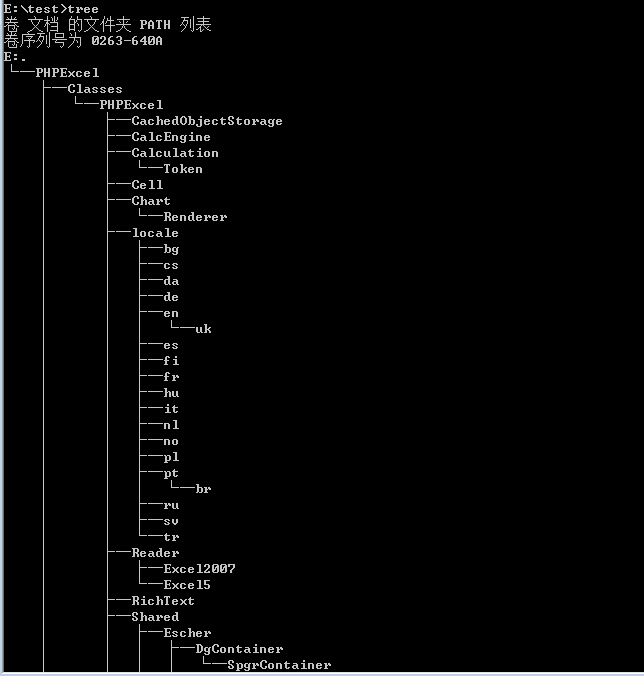 E:\test>tree
卷 文档 的文件夹 PATH 列表
卷序列号为 0263-640A
E:.
└──PHPExcel
    ├──Classes
    │  └──PHPExcel
    │      ├──CachedObjectStorage
    │      ├──CalcEngine
    │      ├──Calculation
    │      │  └──Token
    │      ├──Cell
    │      ├──Chart
    │      │  └──Renderer
    │      ├──locale
    │      │  ├──bg
    │      │  ├──cs
    │      │  ├──da
    │      │  ├──de
    │      │  ├──en
    │      │  │  └──uk
    │      │  ├──es
    │      │  ├──fi
    │      │  ├──fr
    │      │  ├──hu
    │      │  ├──it
    │      │  ├──nl
    │      │  ├──no
    │      │  ├──pl
    │      │  ├──pt
    │      │  │  └──br
    │      │  ├──ru
    │      │  ├──sv
    │      │  └──tr
    │      ├──Reader
    │      │  ├──Excel2007
    │      │  └──Excel5
    │      ├──RichText
    │      ├──Shared
    │      │  ├──Escher
    │      │  │  ├──DgContainer
    │      │  │  │  └──SpgrContainer